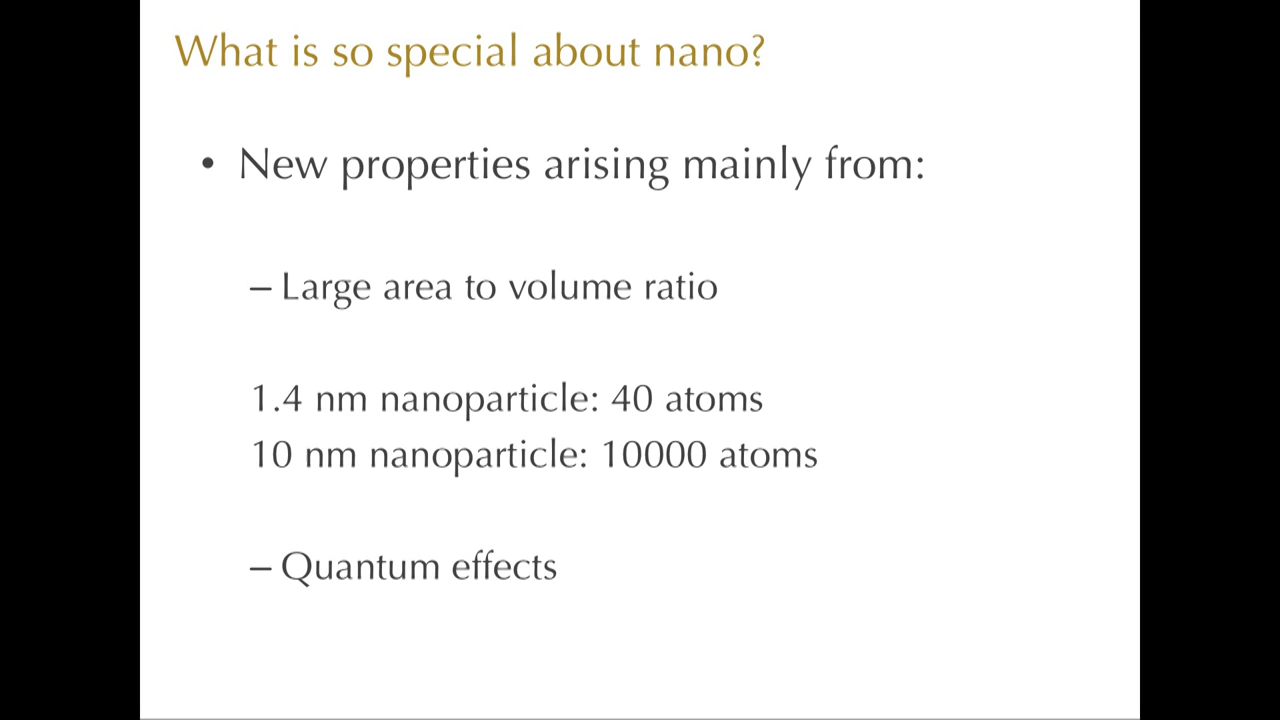 What is so special about nano?
• New properties arising mainly from:
– Large area to volume ratio
1.4 nm nanoparticle: 40 atoms
10 nm nanoparticle: 10000 atoms
– Quantum effects